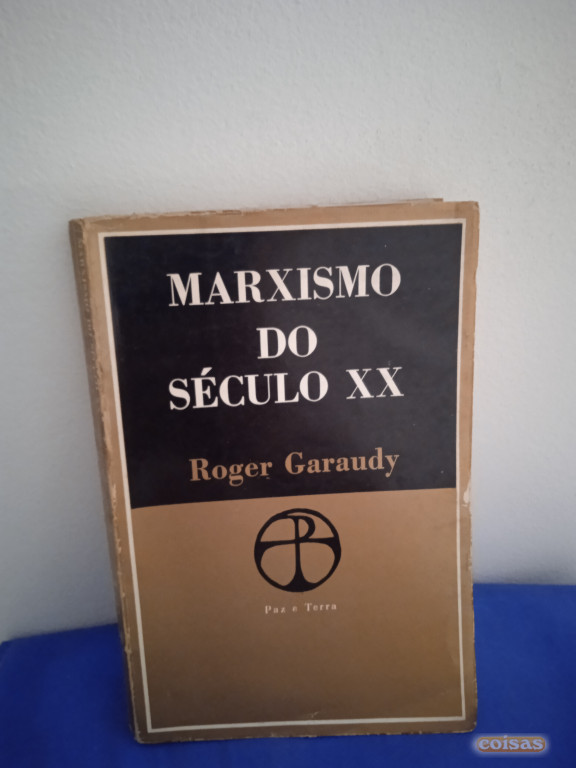 MARXISMO
DO
SÉCULO XX
Roger Garaudy
Paz e Terra
coisas